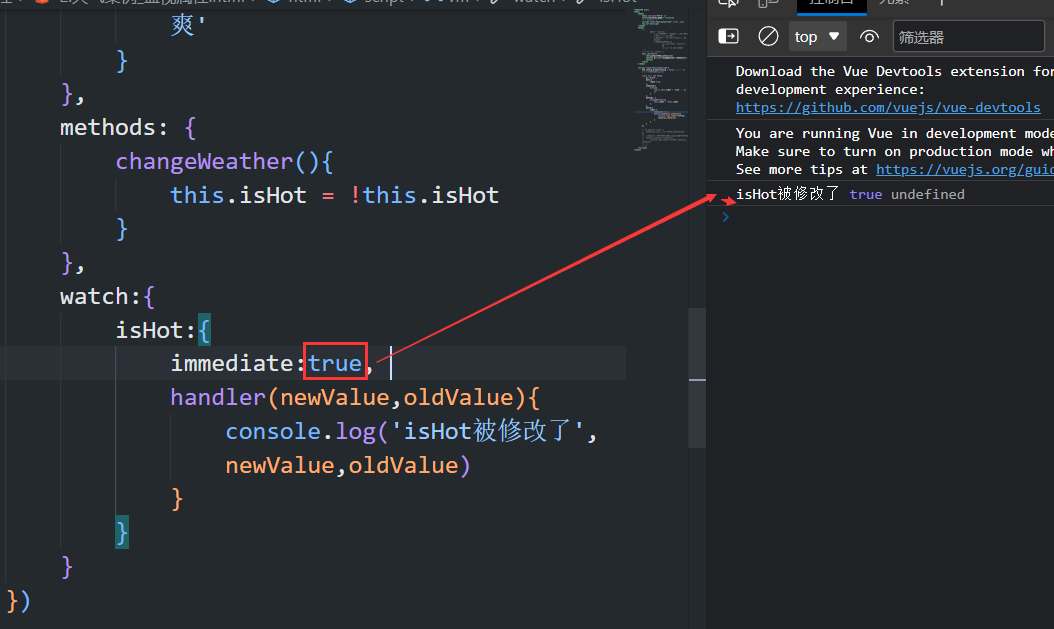 爽'
}
},
methods: {
changeWeather(){
this.isHot = !this.isHot
}
},
watch:{
isHot:{
immediate:true,
handler(newValue,oldValue){
console.log('isHot被修改了',
newValue,oldValue)
}
}
}
})
top
筛选器
Download the Vue Devtools extension for
development experience:
https://github.com/vuejs/vue-devtools
You are running Vue in development mode
Make sure to turn on production mode wh
See more tips at https://vuejs.org/guid
isHot被修改了 true undefined